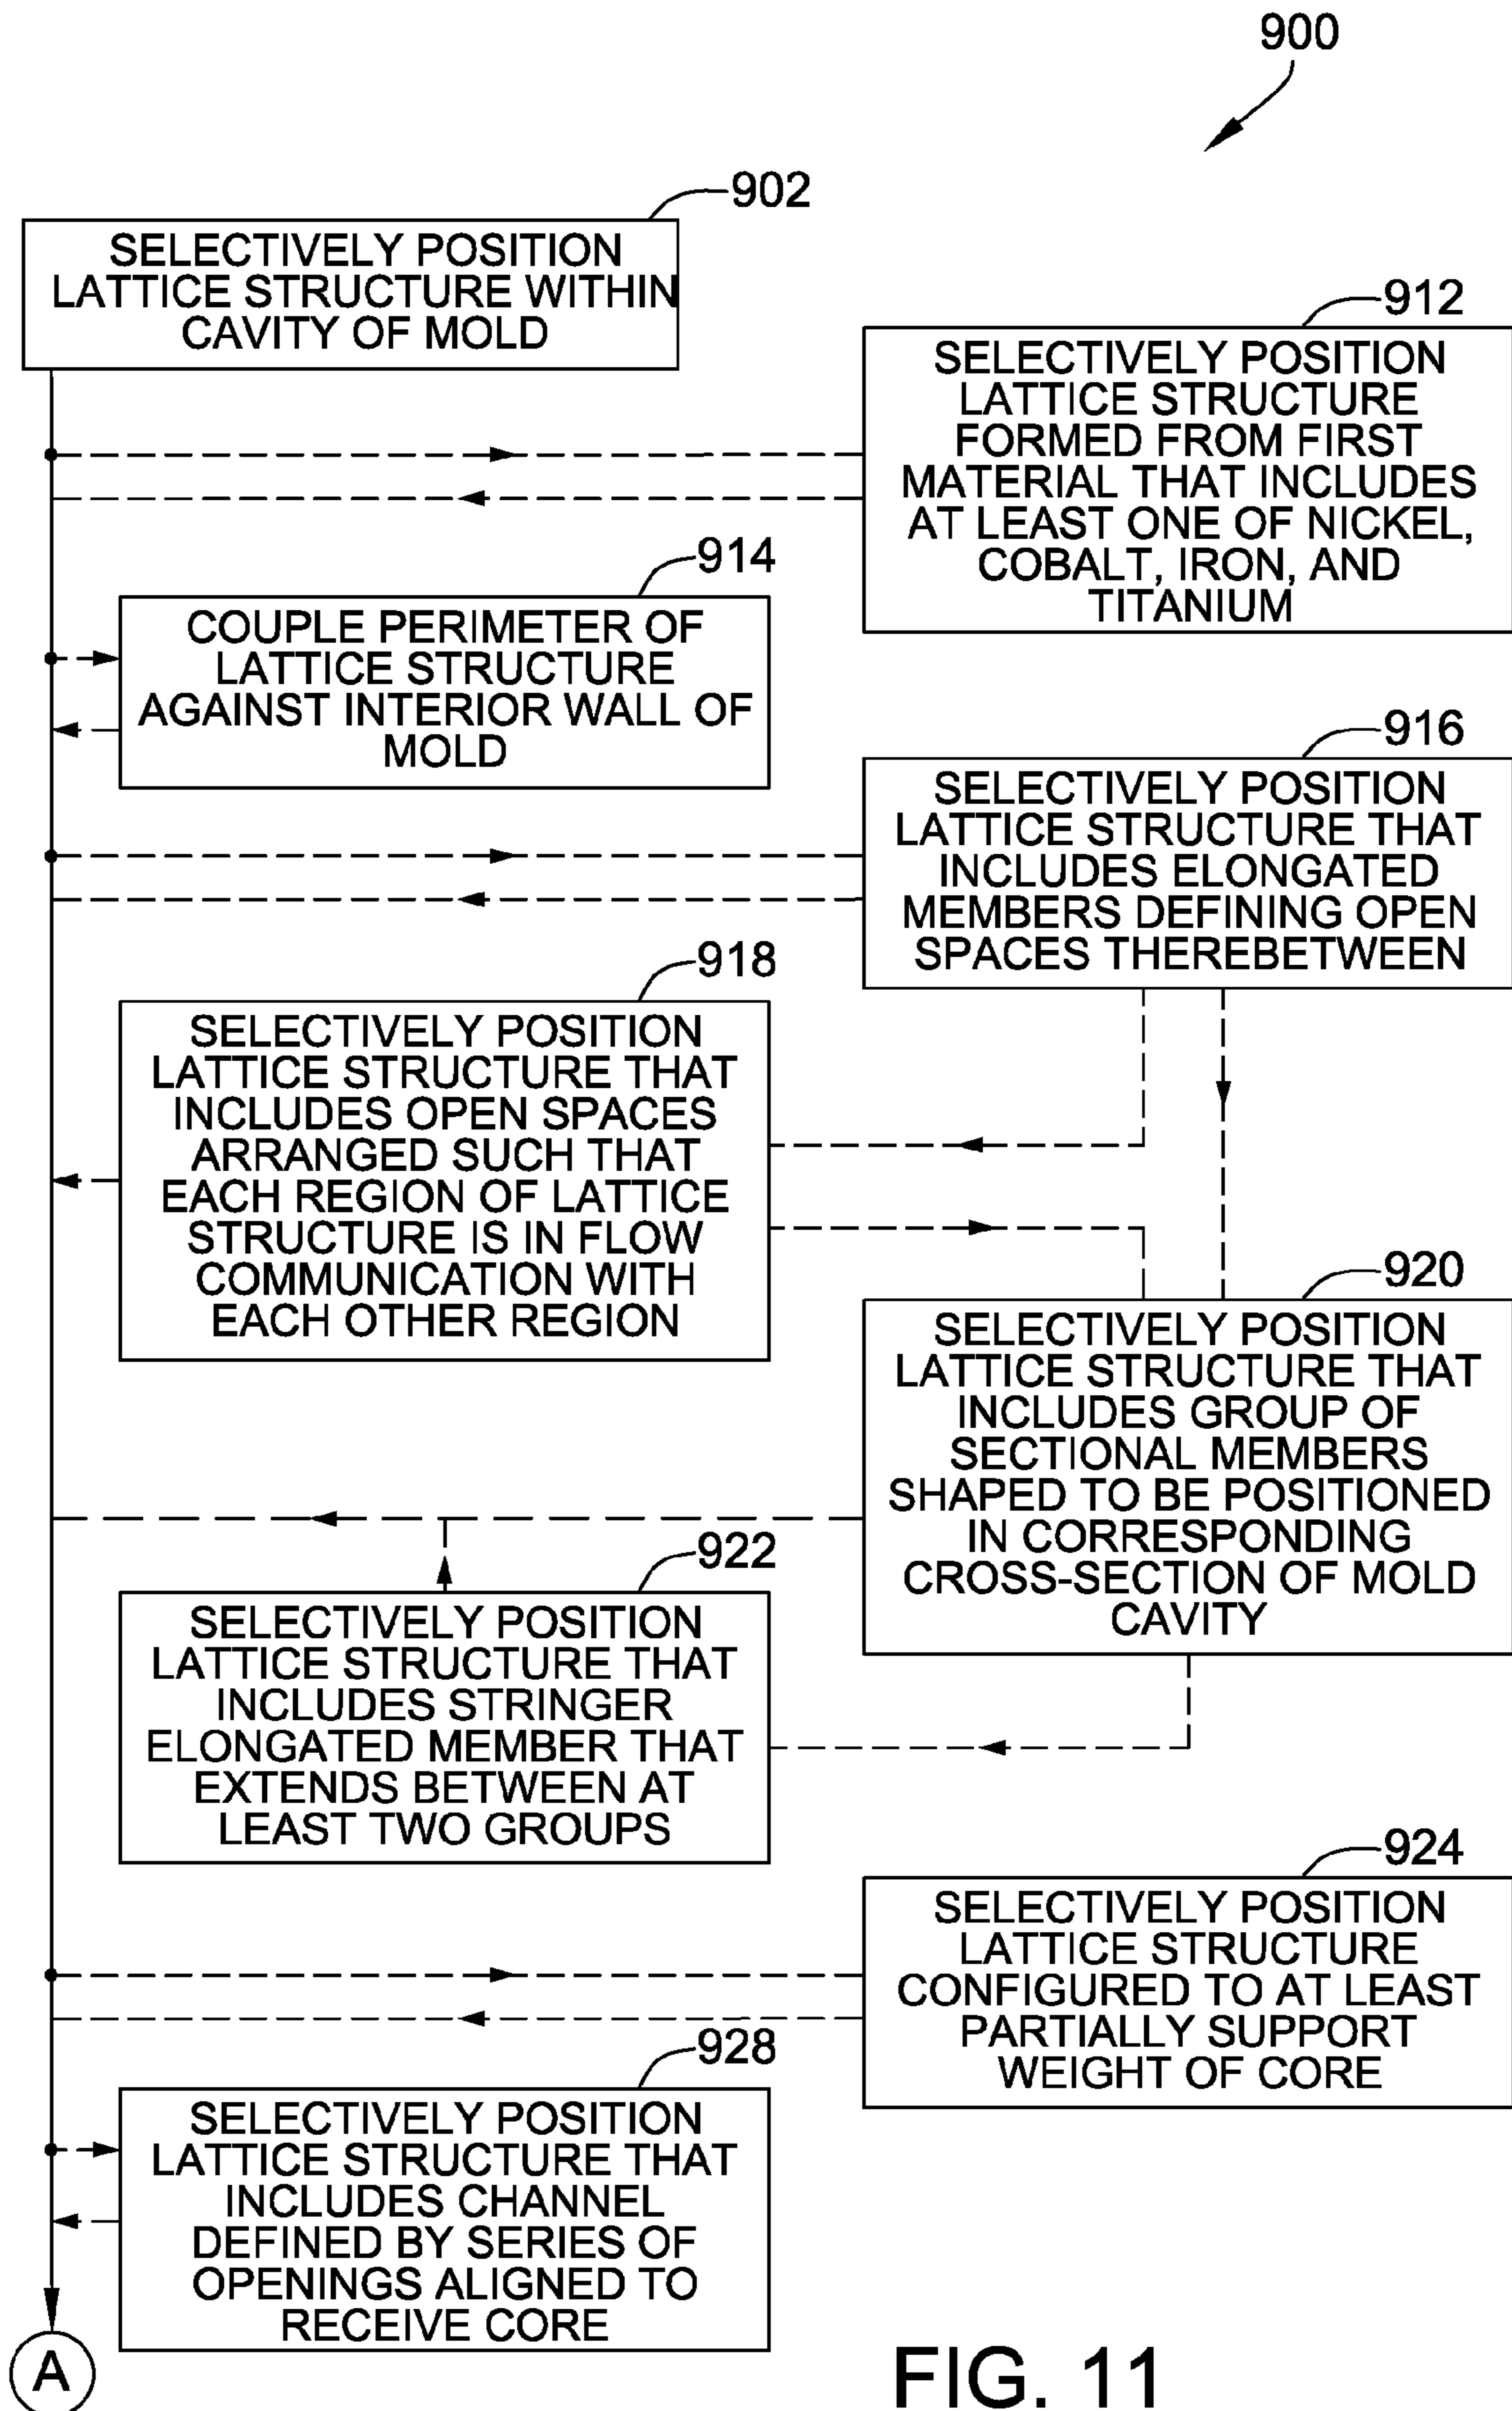 900
902
SELECTIVELY POSITION
LATTICE STRUCTURE WITHIN
CAVITY OF MOLD
912
SELECTIVELY POSITION
LATTICE STRUCTURE
FORMED FROM FIRST
MATERIAL THAT INCLUDES
AT LEAST ONE OF NICKEL,
COBALT, IRON, AND
TITANIUM
914
COUPLE PERIMETER OF
LATTICE STRUCTURE
AGAINST INTERIOR WALL OF
MOLD
916
SELECTIVELY POSITION
LATTICE STRUCTURE THAT
INCLUDES ELONGATED
MEMBERS DEFINING OPEN
SPACES THEREBETWEEN
918
SELECTIVELY POSITION
LATTICE STRUCTURE THAT
INCLUDES OPEN SPACES
ARRANGED SUCH THAT
EACH REGION OF LATTICE
STRUCTURE IS IN FLOW
COMMUNICATION WITH
EACH OTHER REGION
920
SELECTIVELY POSITION
LATTICE STRUCTURE THAT
INCLUDES GROUP OF
SECTIONAL MEMBERS
SHAPED TO BE POSITIONED
IN CORRESPONDING
CROSS-SECTION OF MOLD
CAVITY
922
SELECTIVELY POSITION
LATTICE STRUCTURE THAT
INCLUDES STRINGER
ELONGATED MEMBER THAT
EXTENDS BETWEEN AT
LEAST TWO GROUPS
924
SELECTIVELY POSITION
LATTICE STRUCTURE
CONFIGURED TO AT LEAST
PARTIALLY SUPPORT
WEIGHT OF CORE
928
SELECTIVELY POSITION
LATTICE STRUCTURE THAT
INCLUDES CHANNEL
DEFINED BY SERIES OF
OPENINGS ALIGNED TO
RECEIVE CORE
A
FIG. 11